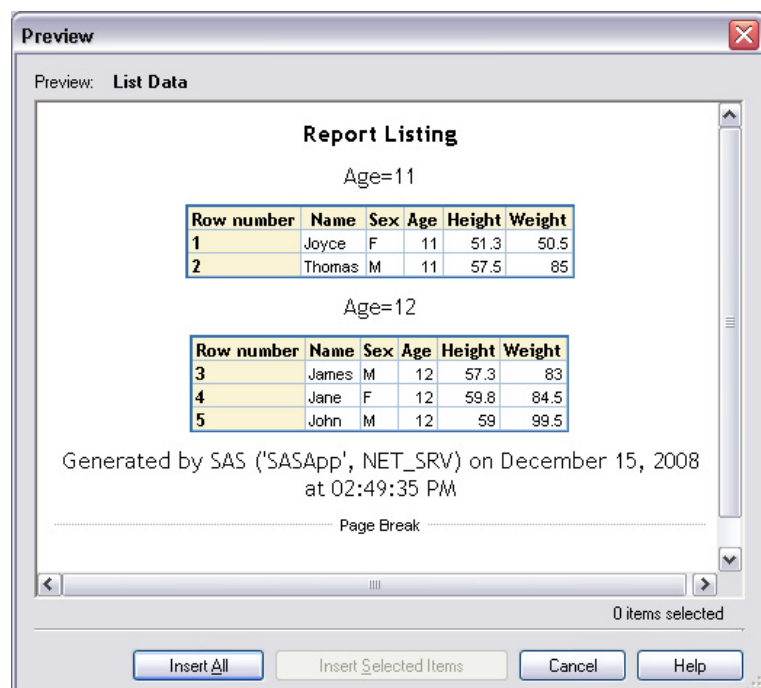 Preview
Preview: List Data
Report Listing
Age=11
Row number Name Sex Age Height Weight
1 Joyce F 11 51.3 50.5
2 Thomas M 11 57.5 85
Age=12
Row number Name Sex Age Height Weight
3 James M 12 57.3 83
4 Jane F 12 59.8 84.5
5 John M 12 59 99.5
Generated by SAS ('SASApp', NET_SRV) on December 15, 2008
at 02:49:35 PM
Page Break
0 items selected
Insert All Insert Selected Items Cancel Help